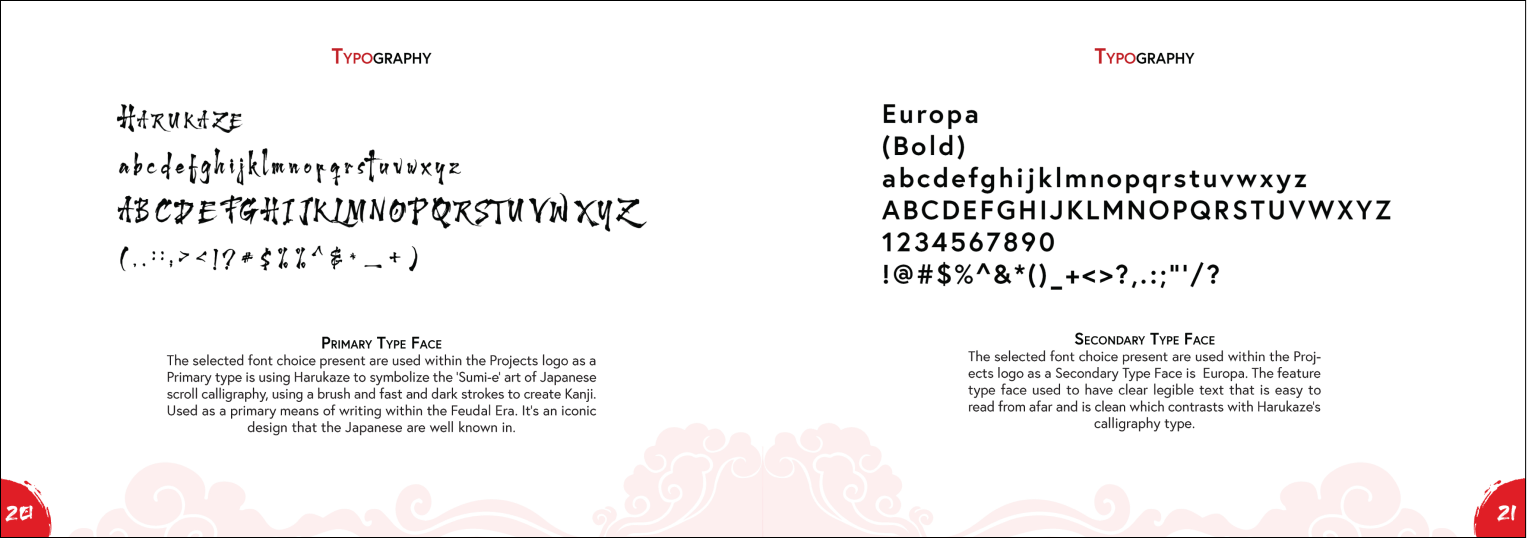 TYPOGRAPHY
HARUKAZE
abcdefghijklmnopqrstuvwxyz
ABCDEFGHIJKLMNOPQRSTUVWXYZ
(,.:;,><!?#$%%^&*_+)
PRIMARY TYPE FACE
The selected font choice present are used within the Projects logo as a
Primary type is using Harukaze to symbolize the 'Sumi-e' art of Japanese
scroll calligraphy, using a brush and fast and dark strokes to create Kanji.
Used as a primary means of writing within the Feudal Era. It's an iconic
design that the Japanese are well known in.
20
TYPOGRAPHY
Europa
(Bold)
abcdefghijklmnopqrstuvwxyz
ABCDEFGHIJKLMNOPQRSTUVWXYZ
1234567890
!@#$%^&*()_+<>?,.:;"'/?
SECONDARY TYPE FACE
The selected font choice present are used within the Proj-
ects logo as a Secondary Type Face is Europa. The feature
type face used to have clear legible text that is easy to
read from afar and is clean which contrasts with Harukaze's
calligraphy type.
21